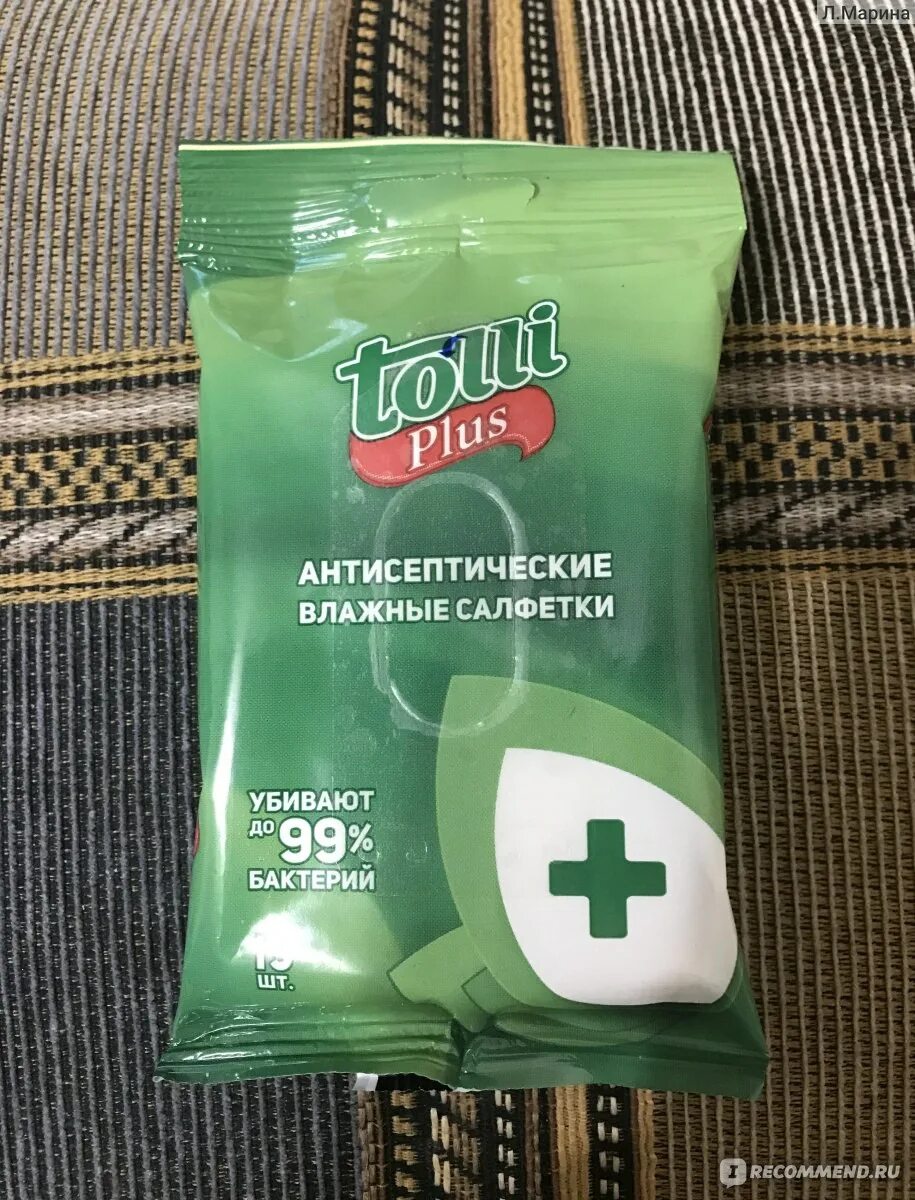 Л.Марина
tolli
Plus
АНТИСЕПТИЧЕСКИЕ
ВЛАЖНЫЕ САЛФЕТКИ
УБИВАЮТ
ДО 99%
БАКТЕРИЙ
ШТ.
RECOMMEND.RU